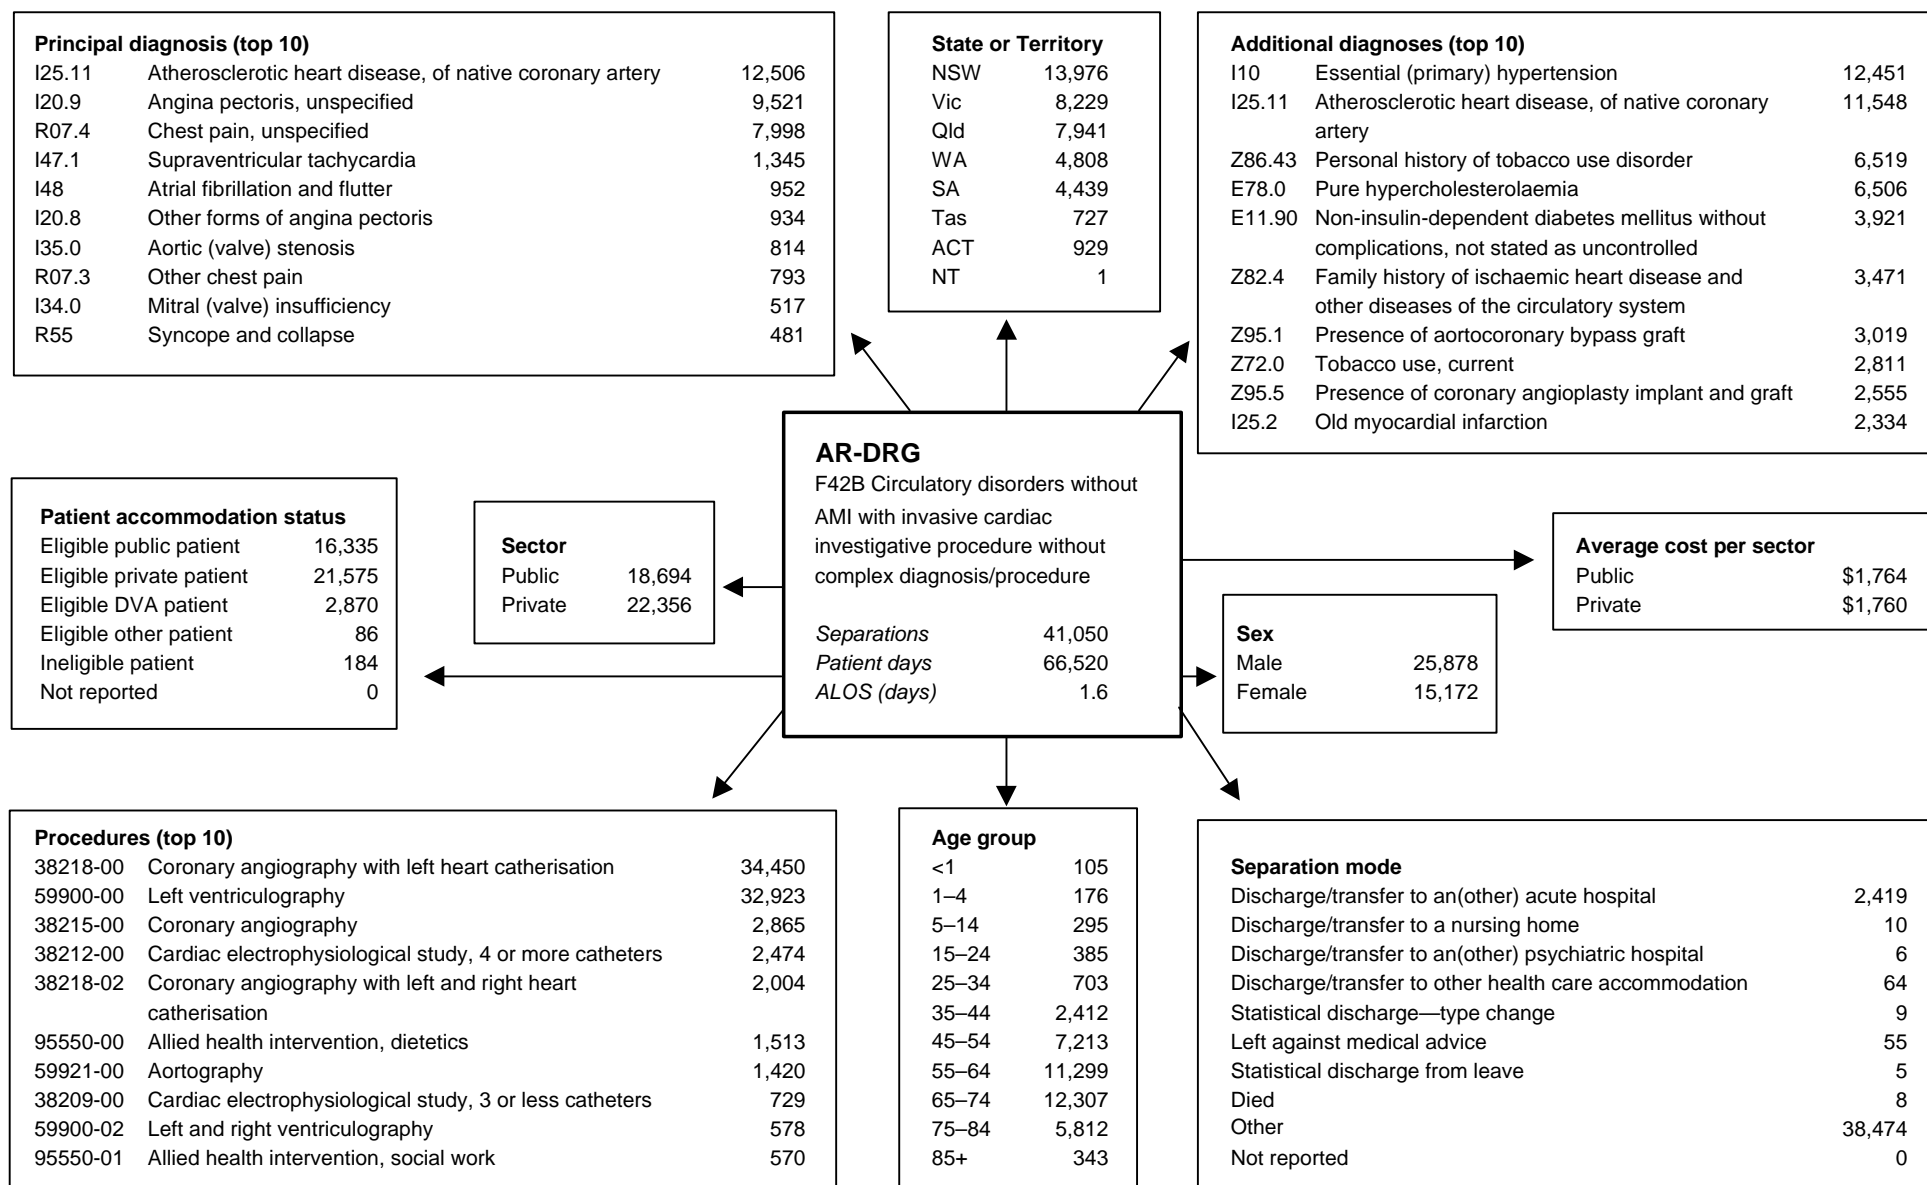 Principal diagnosis (top 10)
I25.11 Atherosclerotic heart disease, of native coronary artery 12,506
I20.9 Angina pectoris, unspecified 9,521
R07.4 Chest pain, unspecified 7,998
I47.1 Supraventricular tachycardia 1,345
I48 Atrial fibrillation and flutter 952
I20.8 Other forms of angina pectoris 934
I35.0 Aortic (valve) stenosis 814
R07.3 Other chest pain 793
I34.0 Mitral (valve) insufficiency 517
R55 Syncope and collapse 481
State or Territory
NSW 13,976
Vic 8,229
Qld 7,941
WA 4,808
SA 4,439
Tas 727
ACT 929
NT 1
Additional diagnoses (top 10)
I10 Essential (primary) hypertension 12,451
I25.11 Atherosclerotic heart disease, of native coronary 11,548
artery
Z86.43 Personal history of tobacco use disorder 6,519
E78.0 Pure hypercholesterolaemia 6,506
E11.90 Non-insulin-dependent diabetes mellitus without 3,921
complications, not stated as uncontrolled
Z82.4 Family history of ischaemic heart disease and 3,471
other diseases of the circulatory system
Z95.1 Presence of aortocoronary bypass graft 3,019
Z72.0 Tobacco use, current 2,811
Z95.5 Presence of coronary angioplasty implant and graft 2,555
I25.2 Old myocardial infarction 2,334
Patient accommodation status
Eligible public patient 16,335
Eligible private patient 21,575
Eligible DVA patient 2,870
Eligible other patient 86
Ineligible patient 184
Not reported 0
Sector
Public 18,694
Private 22,356
AR-DRG
F42B Circulatory disorders without
AMI with invasive cardiac
investigative procedure without
complex diagnosis/procedure
Separations 41,050
Patient days 66,520
ALOS (days) 1.6
Average cost per sector
Public $1,764
Private $1,760
Sex
Male 25,878
Female 15,172
Procedures (top 10)
38218-00 Coronary angiography with left heart catherisation 34,450
59900-00 Left ventriculography 32,923
38215-00 Coronary angiography 2,865
38212-00 Cardiac electrophysiological study, 4 or more catheters 2,474
38218-02 Coronary angiography with left and right heart 2,004
catherisation
95550-00 Allied health intervention, dietetics 1,513
59921-00 Aortography 1,420
38209-00 Cardiac electrophysiological study, 3 or less catheters 729
59900-02 Left and right ventriculography 578
95550-01 Allied health intervention, social work 570
Age group
<1 105
1–4 176
5–14 295
15–24 385
25–34 703
35–44 2,412
45–54 7,213
55–64 11,299
65–74 12,307
75–84 5,812
85+ 343
Separation mode
Discharge/transfer to an(other) acute hospital 2,419
Discharge/transfer to a nursing home 10
Discharge/transfer to an(other) psychiatric hospital 6
Discharge/transfer to other health care accommodation 64
Statistical discharge—type change 9
Left against medical advice 55
Statistical discharge from leave 5
Died 8
Other 38,474
Not reported 0